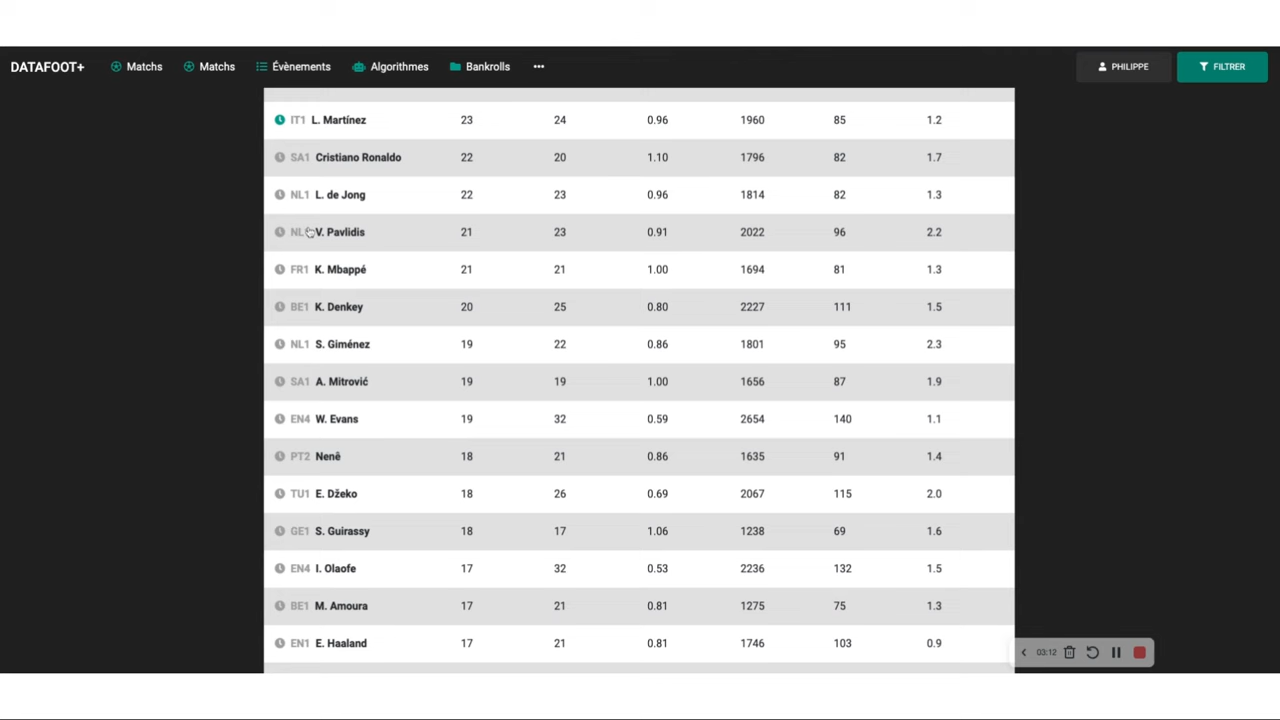 DATAFOOT+ Matchs Matchs Évènements Algorithmes Bankrolls ••• PHILIPPE FILTRER
IT1 L. Martínez 23 24 0.96 1960 85 1.2
SA1 Cristiano Ronaldo 22 20 1.10 1796 82 1.7
NL1 L. de Jong 22 23 0.96 1814 82 1.3
V. Pavlidis 21 23 0.91 2022 96 2.2
FR1 K. Mbappé 21 21 1.00 1694 81 1.3
BE1 K. Denkey 20 25 0.80 2227 111 1.5
NL1 S. Giménez 19 22 0.86 1801 95 2.3
SA1 A. Mitrović 19 19 1.00 1656 87 1.9
EN4 W. Evans 19 32 0.59 2654 140 1.1
PT2 Nenê 18 21 0.86 1635 91 1.4
TU1 E. Džeko 18 26 0.69 2067 115 2.0
GE1 S. Guirassy 18 17 1.06 1238 69 1.6
EN4 I. Olaofe 17 32 0.53 2236 132 1.5
BE1 M. Amoura 17 21 0.81 1275 75 1.3
EN1 E. Haaland 17 21 0.81 1746 103 0.9
03:12